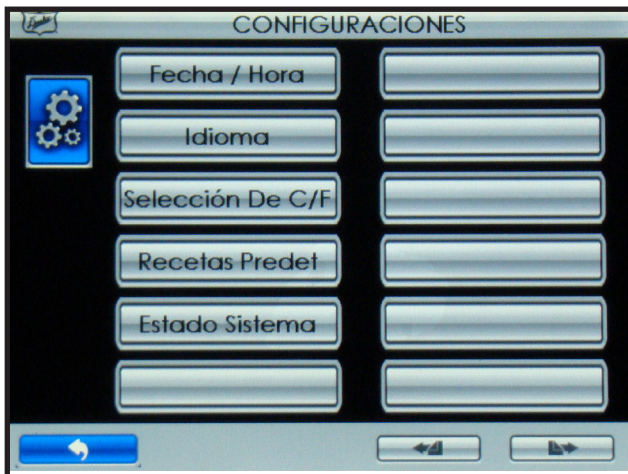 CONFIGURACIONES
Fecha / Hora
Idioma
Selección De C/F
Recetas Predet
Estado Sistema